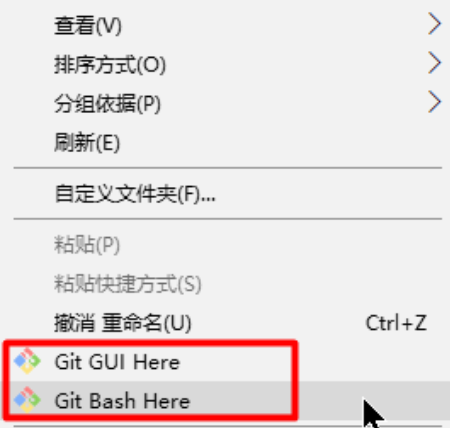 查看(V)
排序方式(O)
分组依据(P)
刷新(E)
自定义文件夹(F)...
粘贴(P)
粘贴快捷方式(S)
撤消 重命名(U) Ctrl+Z
Git GUI Here
Git Bash Here